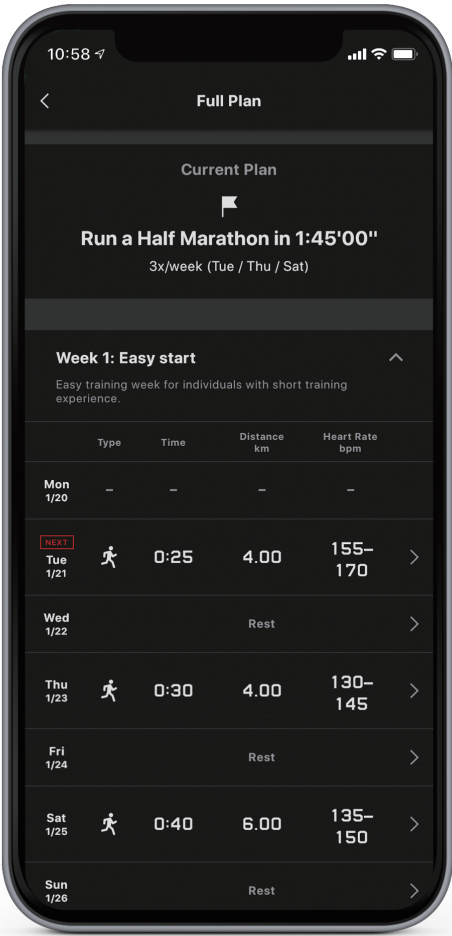 10:58
Full Plan
Current Plan
Run a Half Marathon in 1:45'00"
3x/week (Tue / Thu / Sat)
Week 1: Easy start
Easy training week for individuals with short training
experience.
Type Time Distance km Heart Rate bpm
Mon 1/20 – – – –
NEXT
Tue 1/21 0:25 4.00 155–170
Wed 1/22 Rest
Thu 1/23 0:30 4.00 130–145
Fri 1/24 Rest
Sat 1/25 0:40 6.00 135–150
Sun 1/26 Rest